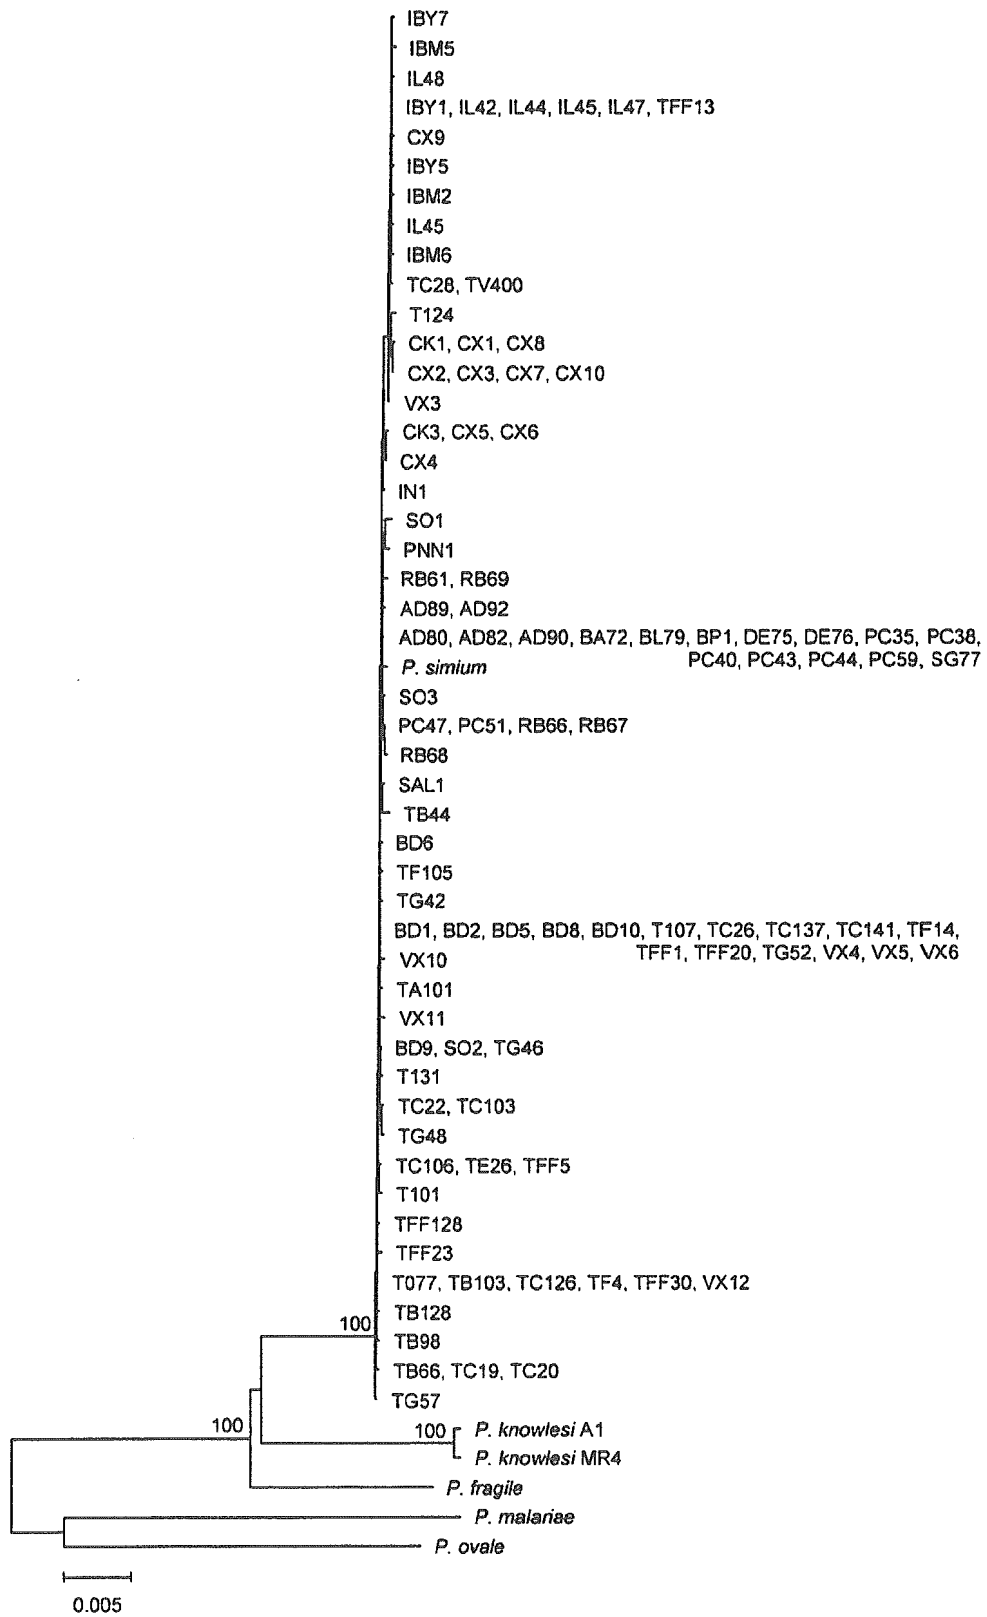 IBY7
IBM5
IL48
IBY1, IL42, IL44, IL45, IL47, TFF13
CX9
IBY5
IBM2
IL45
IBM6
TC28, TV400
T124
CK1, CX1, CX8
CX2, CX3, CX7, CX10
VX3
CK3, CX5, CX6
CX4
IN1
SO1
PNN1
RB61, RB69
AD89, AD92
AD80, AD82, AD90, BA72, BL79, BP1, DE75, DE76, PC35, PC38,
PC40, PC43, PC44, PC59, SG77
P. simium
SO3
PC47, PC51, RB66, RB67
RB68
SAL1
TB44
BD6
TF105
TG42
BD1, BD2, BD5, BD8, BD10, T107, TC26, TC137, TC141, TF14,
TFF1, TFF20, TG52, VX4, VX5, VX6
VX10
TA101
VX11
BD9, SO2, TG46
T131
TC22, TC103
TG48
TC106, TE26, TFF5
T101
TFF128
TFF23
T077, TB103, TC126, TF4, TFF30, VX12
TB128
100
TB98
TB66, TC19, TC20
TG57
100
100
P. knowlesi A1
P. knowlesi MR4
P. fragile
P. malariae
P. ovale
0.005